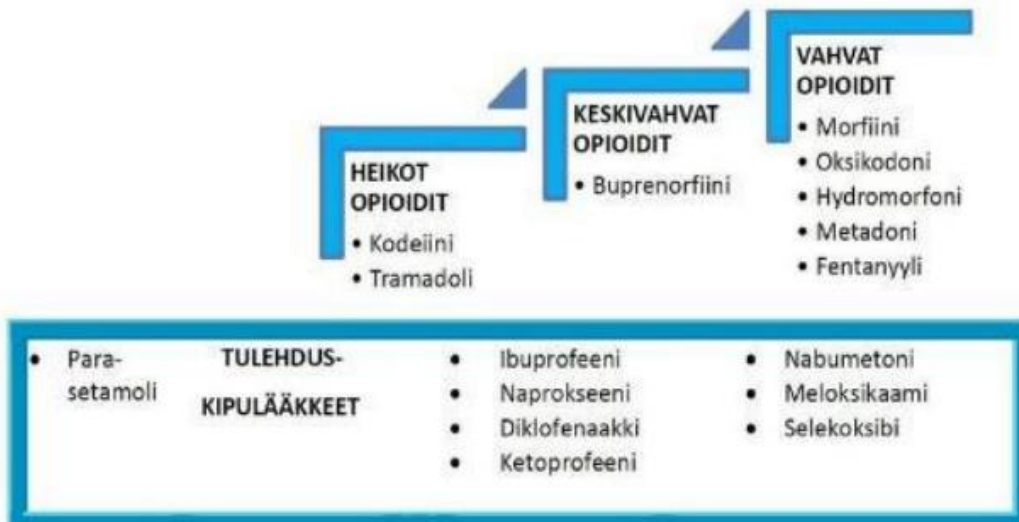 HEIKOT
OPIOIDIT
• Kodeiini
• Tramadoli
KESKIVAHVAT
OPIOIDIT
• Buprenorfiini
VAHVAT
OPIOIDIT
• Morfiini
• Oksikodoni
• Hydromorfoni
• Metadoni
• Fentanyyli
• Para-
setamoli
TULEHDUS-
KIPULÄÄKKEET
• Ibuprofeeni
• Naprokseeni
• Diklofenaakki
• Ketoprofeeni
• Nabumetoni
• Meloksikaami
• Selekoksibi